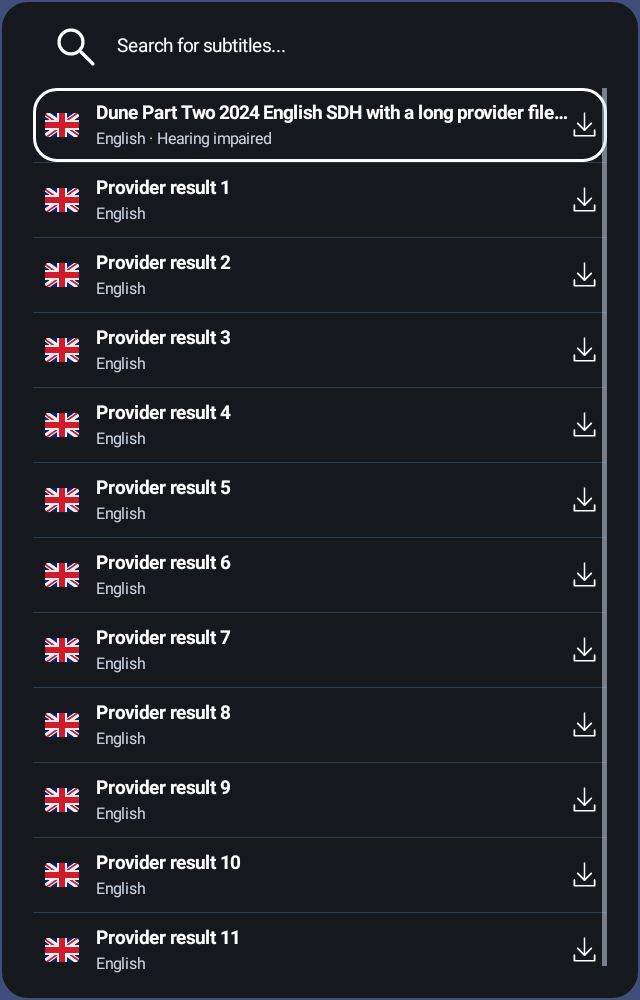 Search for subtitles...
Dune Part Two 2024 English SDH with a long provider file...
English · Hearing impaired
Provider result 1
English
Provider result 2
English
Provider result 3
English
Provider result 4
English
Provider result 5
English
Provider result 6
English
Provider result 7
English
Provider result 8
English
Provider result 9
English
Provider result 10
English
Provider result 11
English